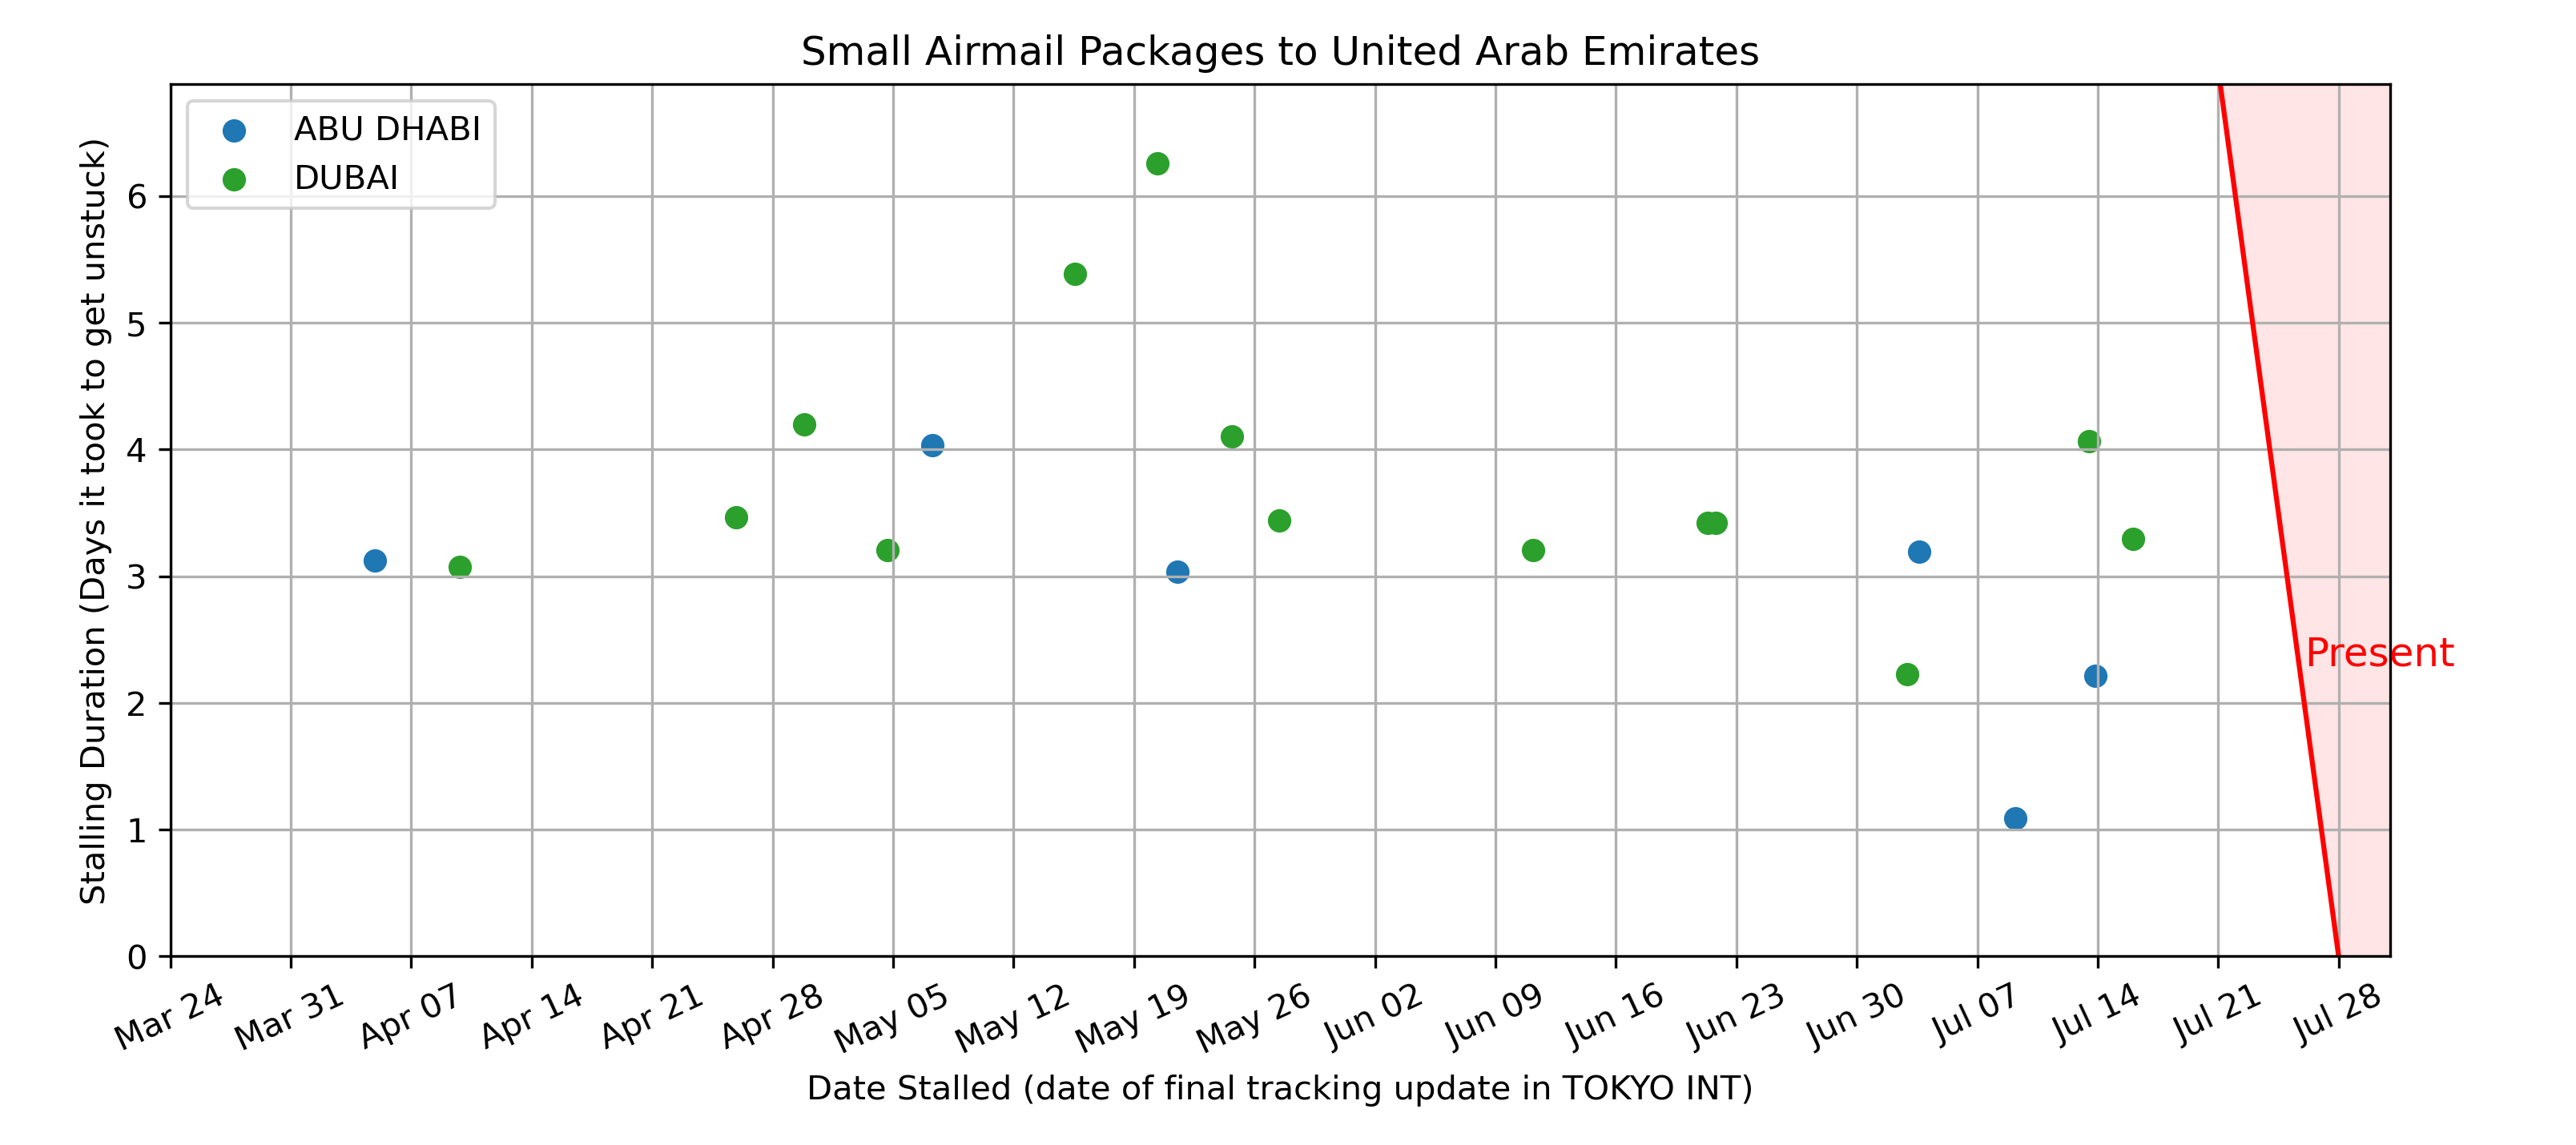 Small Airmail Packages to United Arab Emirates
ABU DHABI
DUBAI
Stalling Duration (Days it took to get unstuck)
6
5
4
3
2
1
0
Present
Mar 24 Mar 31 Apr 07 Apr 14 Apr 21 Apr 28 May 05 May 12 May 19 May 26 Jun 02 Jun 09 Jun 16 Jun 23 Jun 30 Jul 07 Jul 14 Jul 21 Jul 28
Date Stalled (date of final tracking update in TOKYO INT)